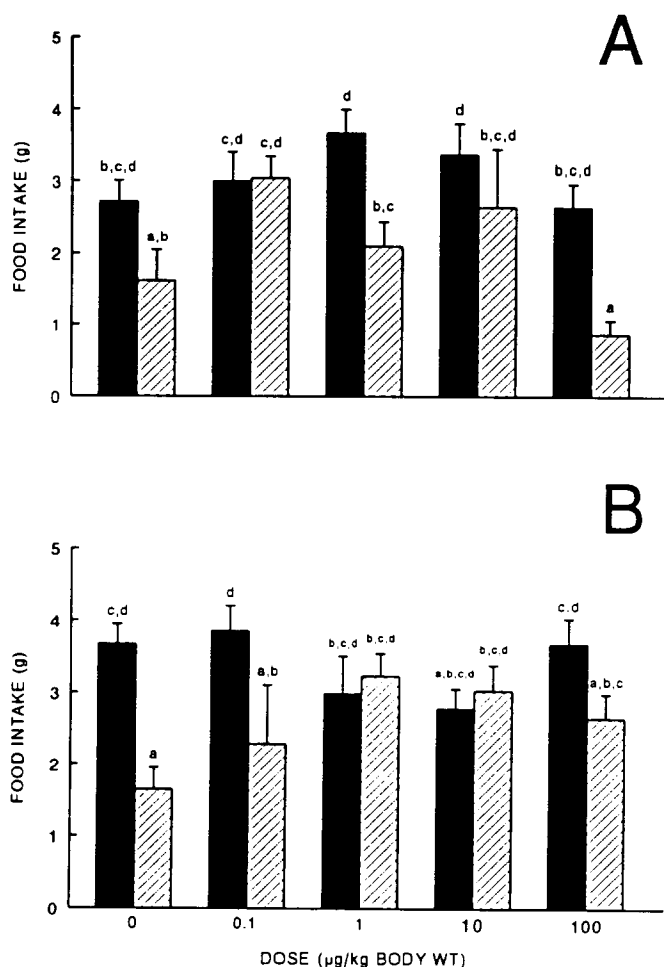 A
FOOD INTAKE (g)
5
4
3
2
1
0
b,c,d
a,b
c,d
c,d
d
b,c
d
b,c,d
b,c,d
a
B
FOOD INTAKE (g)
5
4
3
2
1
0
c,d
a
d
a,b
b,c,d
b,c,d
a,b,c,d
b,c,d
c,d
a,b,c
0
0.1
1
10
100
DOSE (µg/kg BODY WT)